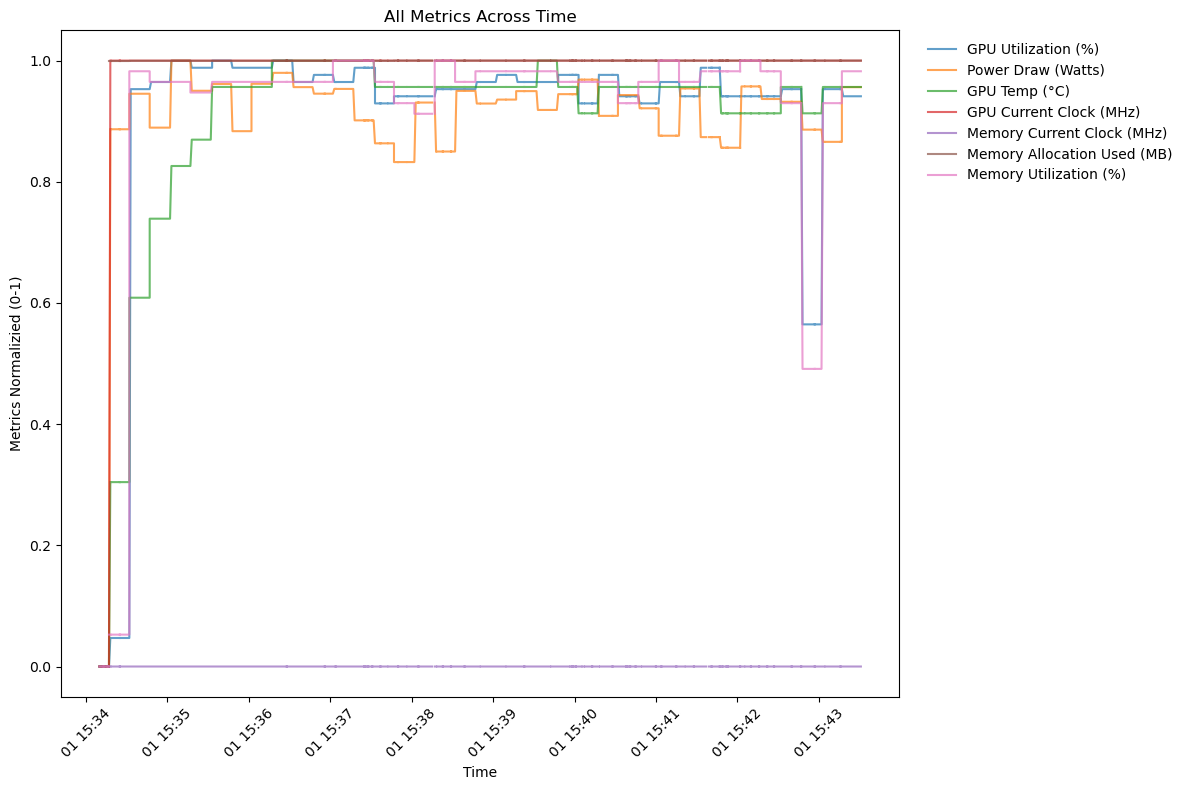 All Metrics Across Time
GPU Utilization (%)
Power Draw (Watts)
GPU Temp (°C)
GPU Current Clock (MHz)
Memory Current Clock (MHz)
Memory Allocation Used (MB)
Memory Utilization (%)
Metrics Normalizied (0-1)
1.0
0.8
0.6
0.4
0.2
0.0
01 15:34
01 15:35
01 15:36
01 15:37
01 15:38
01 15:39
01 15:40
01 15:41
01 15:42
01 15:43
Time